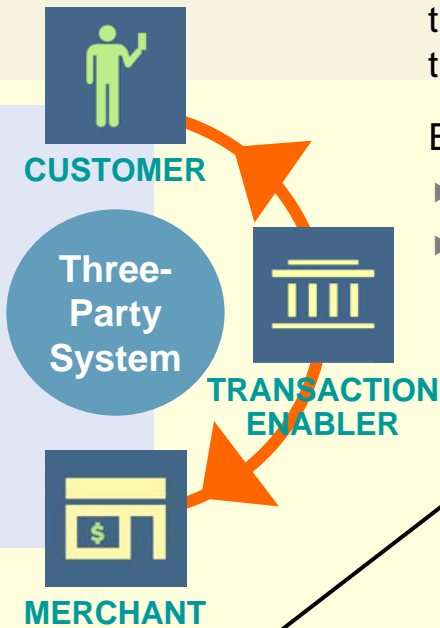 CUSTOMER
Three-
Party
System
TRANSACTION
ENABLER
$
MERCHANT
t
t